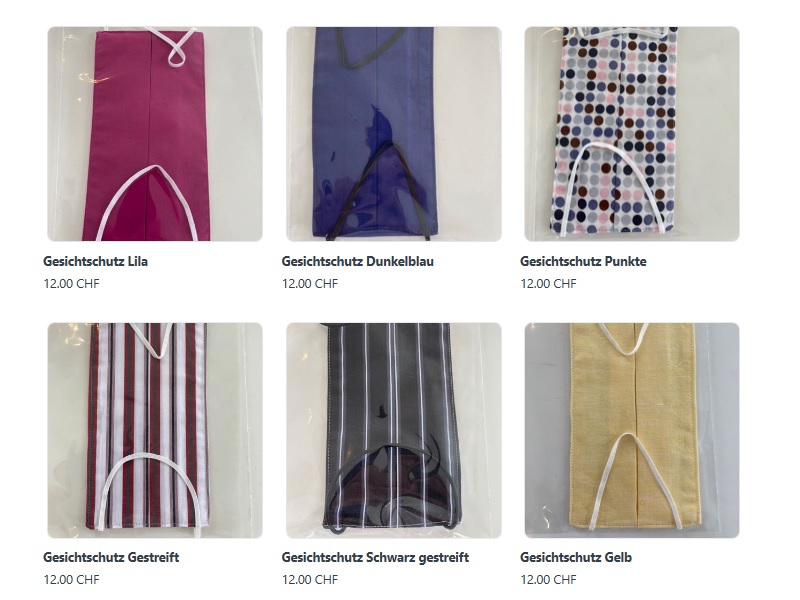 Gesichtschutz Lila
12.00 CHF
Gesichtschutz Dunkelblau
12.00 CHF
Gesichtschutz Punkte
12.00 CHF
Gesichtschutz Gestreift
12.00 CHF
Gesichtschutz Schwarz gestreift
12.00 CHF
Gesichtschutz Gelb
12.00 CHF